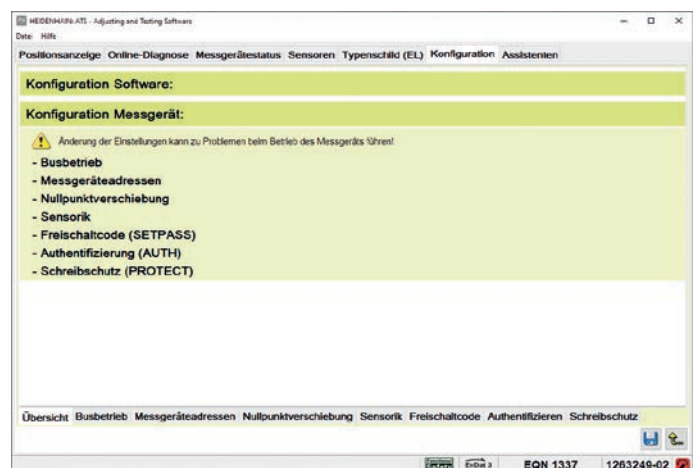 HEIDENHAIN: ATS - Adjusting and Testing Software
Datei Hilfe
Positionsanzeige Online-Diagnose Messgerätestatus Sensoren Typenschild (EL) Konfiguration Assistenten
Konfiguration Software:
Konfiguration Messgerät:
Änderung der Einstellungen kann zu Problemen beim Betrieb des Messgeräts führen!
- Busbetrieb
- Messgeräteadressen
- Nullpunktverschiebung
- Sensorik
- Freischaltcode (SETPASS)
- Authentifizierung (AUTH)
- Schreibschutz (PROTECT)
Übersicht Busbetrieb Messgeräteadressen Nullpunktverschiebung Sensorik Freischaltcode Authentifizieren Schreibschutz
EnDat 3 EQN 1337 1263249-02